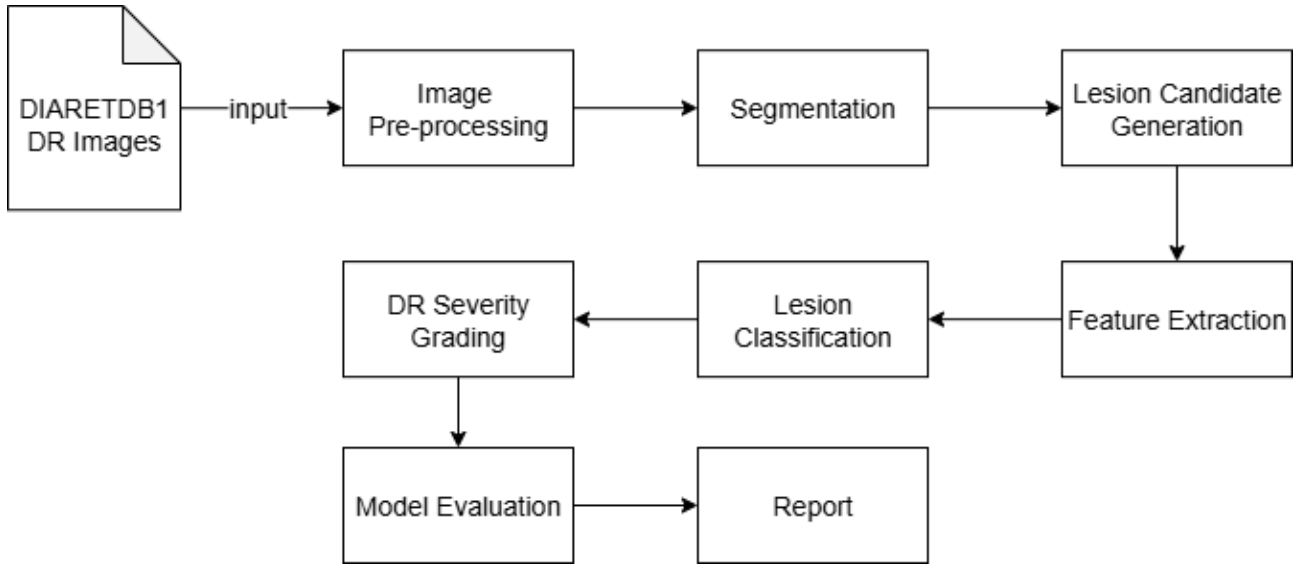 DIARETDB1
DR Images
input
Image
Pre-processing
Segmentation
Lesion Candidate
Generation
Feature Extraction
Lesion
Classification
DR Severity
Grading
Model Evaluation
Report